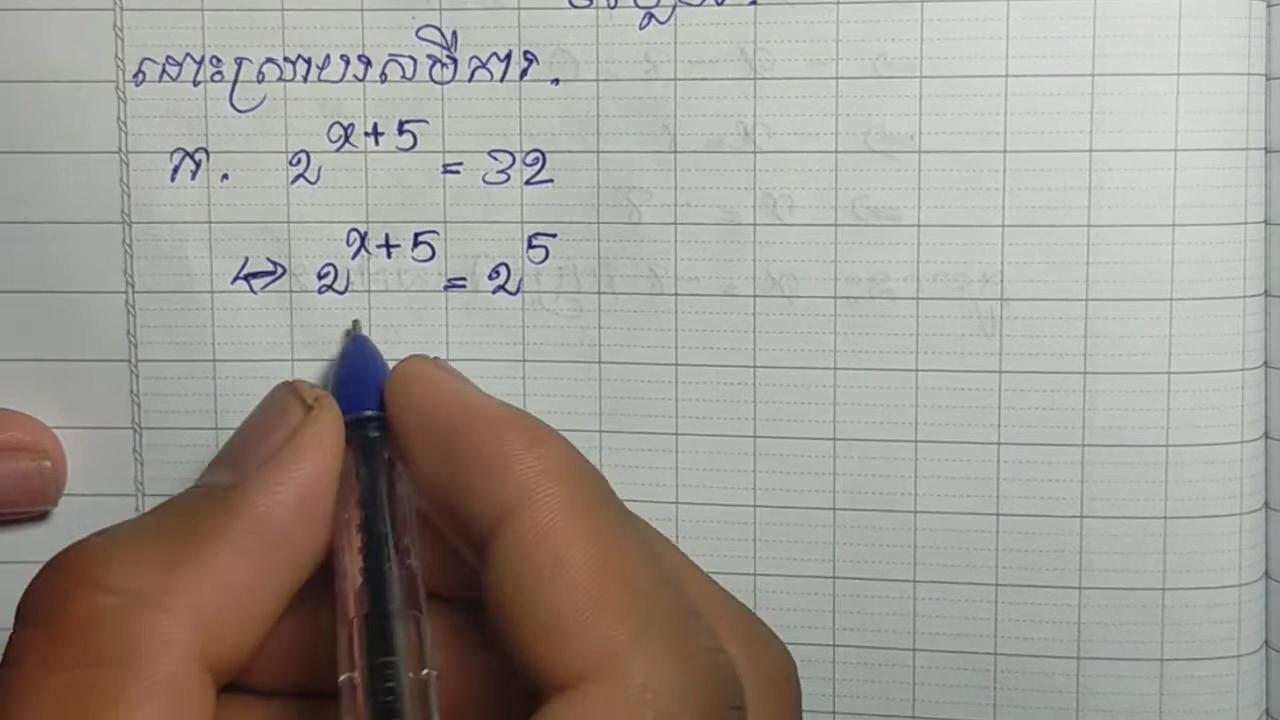 ដោះស្រាយសមីការ.
ក. 2^{x+5} = 32
↔ 2^{x+5} = 2^5